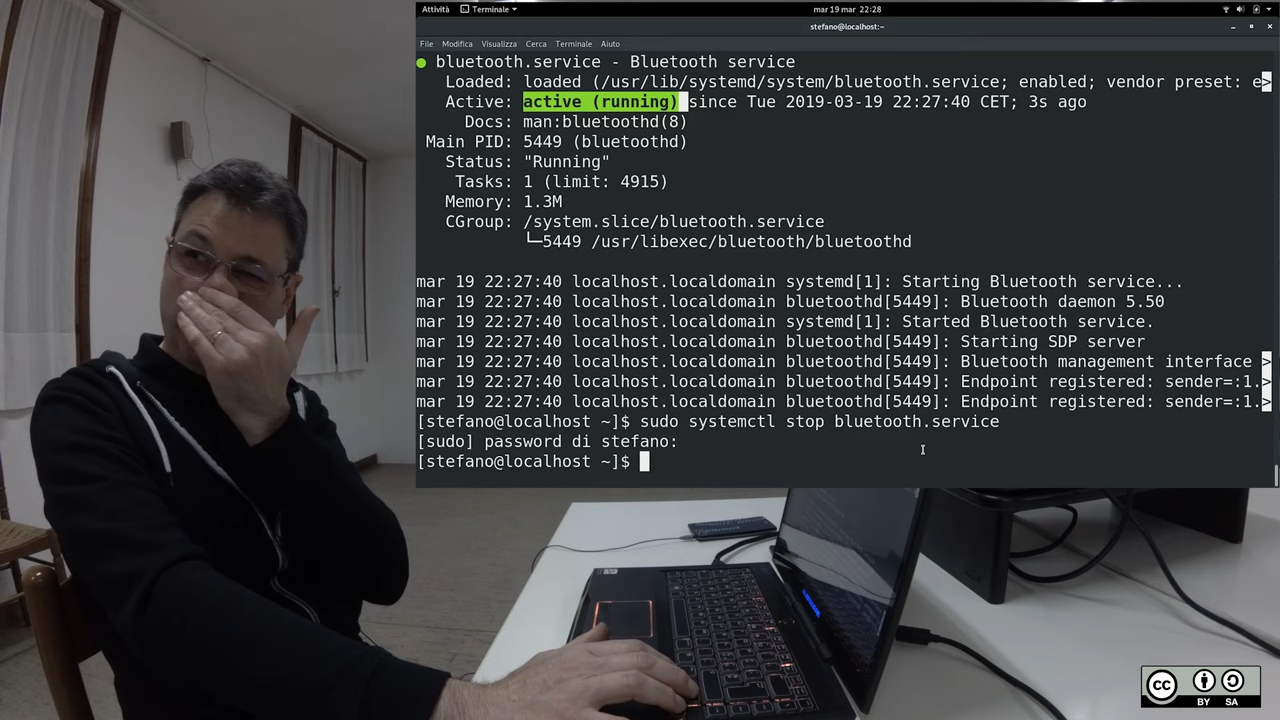 Attività Terminale mar 19 mar 22:28
stefano@localhost:~
File Modifica Visualizza Cerca Terminale Aiuto
● bluetooth.service - Bluetooth service
Loaded: loaded (/usr/lib/systemd/system/bluetooth.service; enabled; vendor preset: e>
Active: active (running) since Tue 2019-03-19 22:27:40 CET; 3s ago
Docs: man:bluetoothd(8)
Main PID: 5449 (bluetoothd)
Status: "Running"
Tasks: 1 (limit: 4915)
Memory: 1.3M
CGroup: /system.slice/bluetooth.service
└─5449 /usr/libexec/bluetooth/bluetoothd
mar 19 22:27:40 localhost.localdomain systemd[1]: Starting Bluetooth service...
mar 19 22:27:40 localhost.localdomain bluetoothd[5449]: Bluetooth daemon 5.50
mar 19 22:27:40 localhost.localdomain systemd[1]: Started Bluetooth service.
mar 19 22:27:40 localhost.localdomain bluetoothd[5449]: Starting SDP server
mar 19 22:27:40 localhost.localdomain bluetoothd[5449]: Bluetooth management interface >
mar 19 22:27:40 localhost.localdomain bluetoothd[5449]: Endpoint registered: sender=:1.>
mar 19 22:27:40 localhost.localdomain bluetoothd[5449]: Endpoint registered: sender=:1.>
[stefano@localhost ~]$ sudo systemctl stop bluetooth.service
[sudo] password di stefano:
[stefano@localhost ~]$
cc BY SA